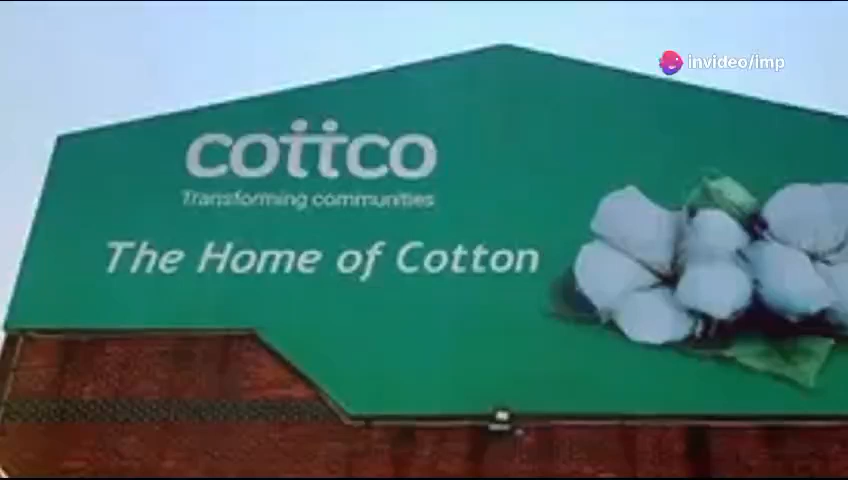 invideo/imp
cottco
Transforming communities
The Home of Cotton